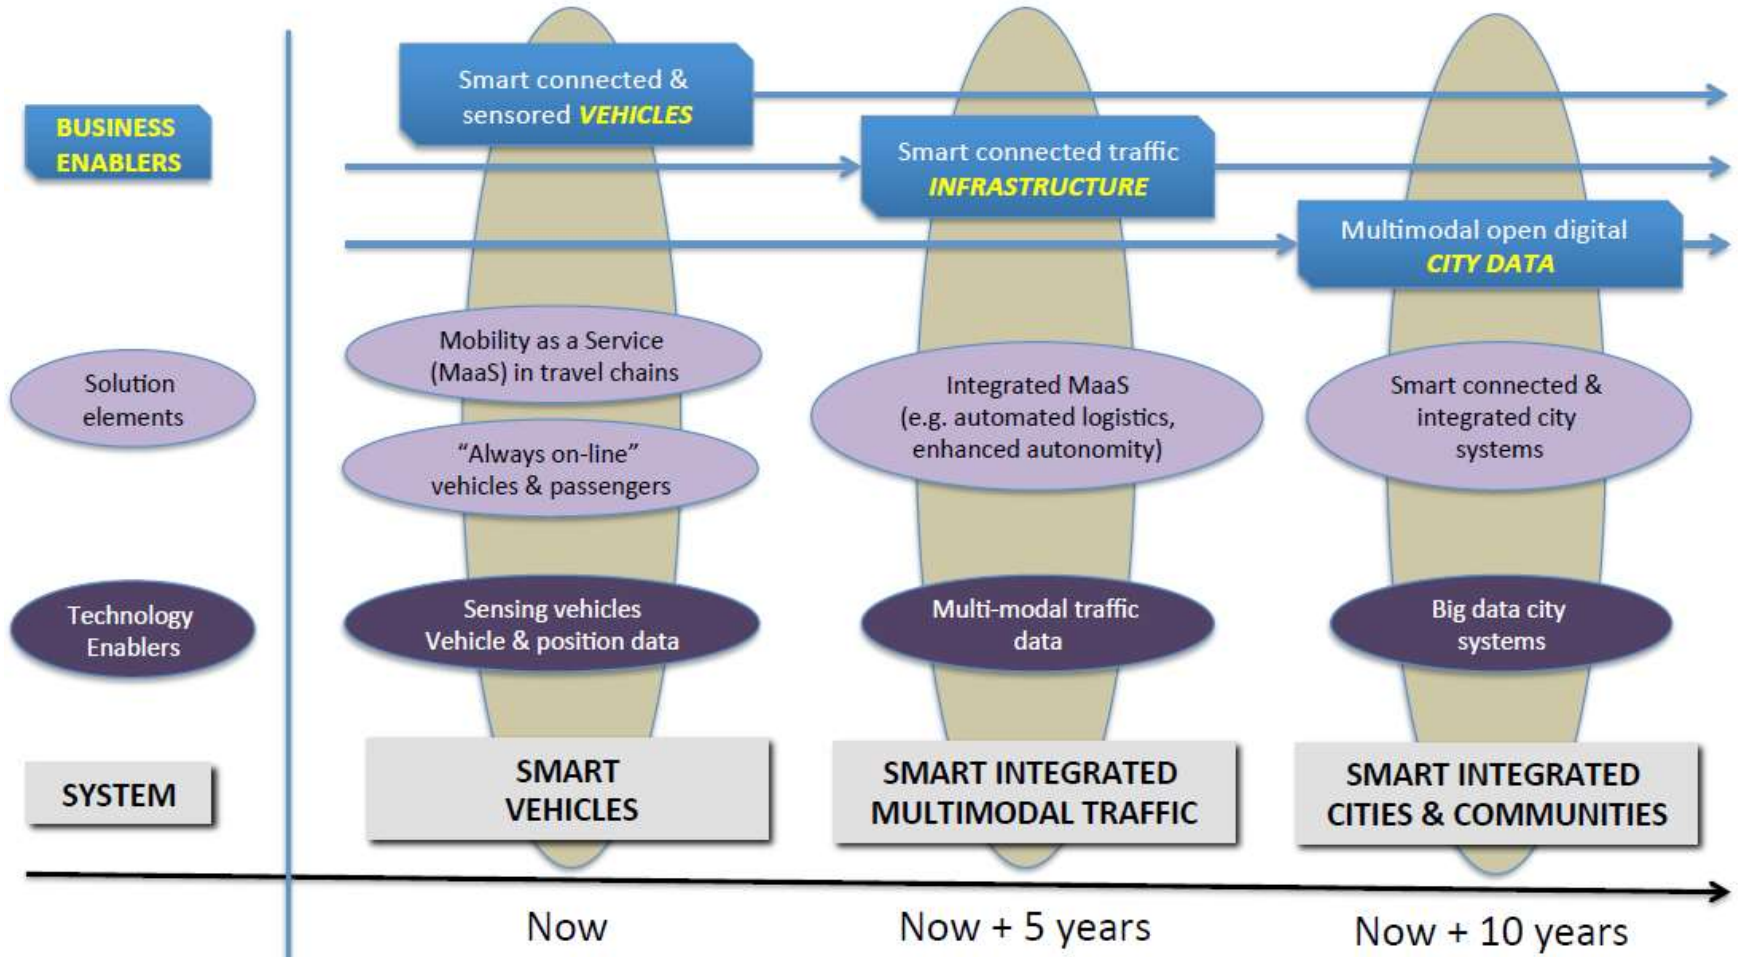 BUSINESS
ENABLERS
Smart connected &
sensored VEHICLES
Smart connected traffic
INFRASTRUCTURE
Multimodal open digital
CITY DATA
Solution
elements
Mobility as a Service
(MaaS) in travel chains
“Always on-line”
vehicles & passengers
Integrated MaaS
(e.g. automated logistics,
enhanced autonomity)
Smart connected &
integrated city
systems
Technology
Enablers
Sensing vehicles
Vehicle & position data
Multi-modal traffic
data
Big data city
systems
SYSTEM
SMART
VEHICLES
SMART INTEGRATED
MULTIMODAL TRAFFIC
SMART INTEGRATED
CITIES & COMMUNITIES
Now
Now + 5 years
Now + 10 years